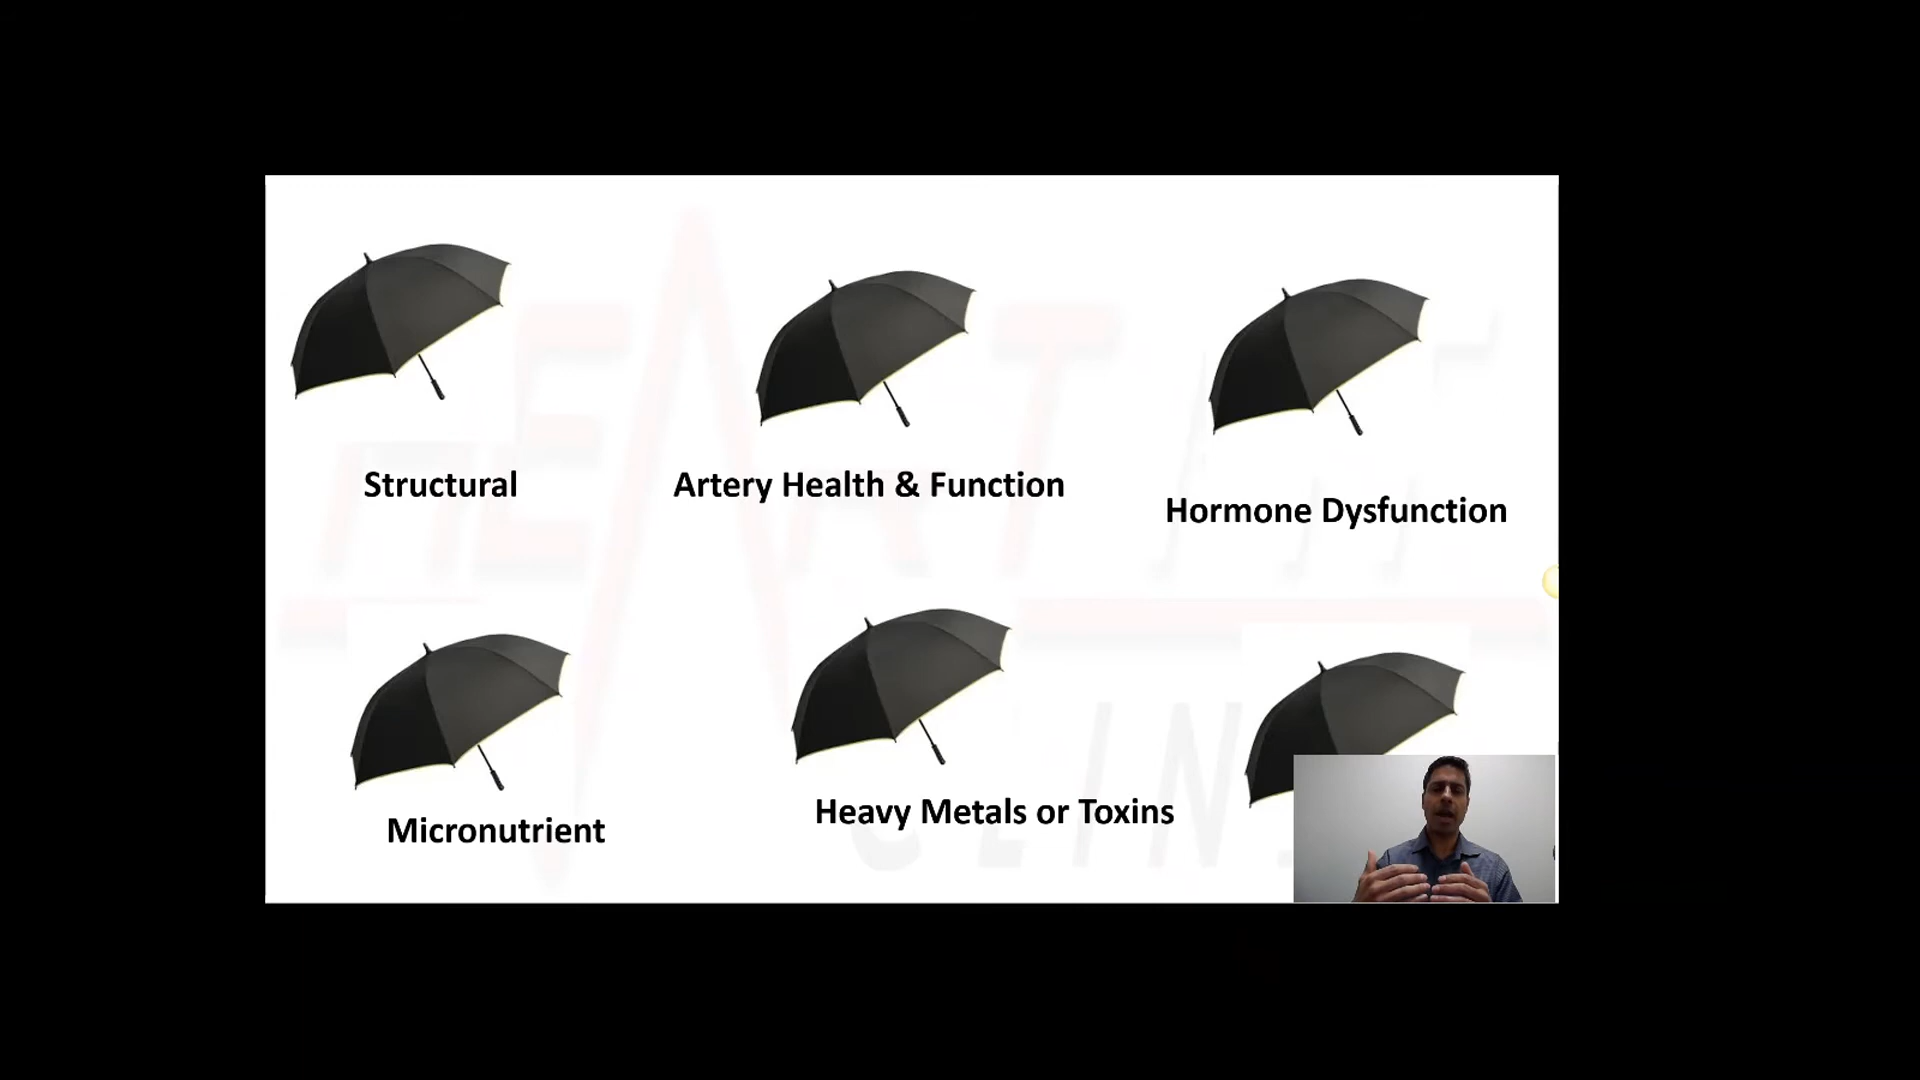 Structural
Artery Health & Function
Hormone Dysfunction
Micronutrient
Heavy Metals or Toxins